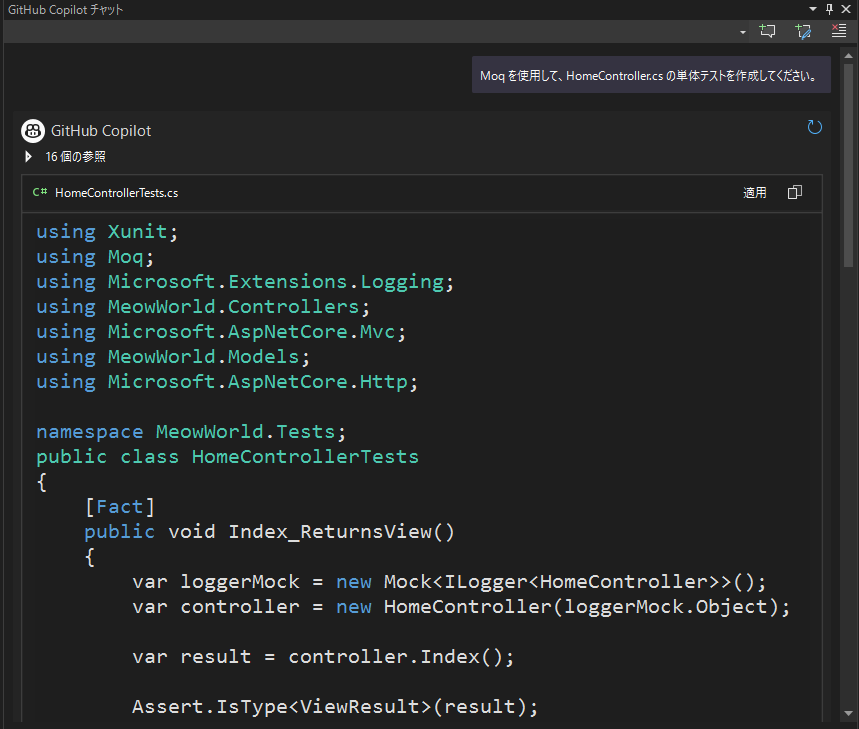 GitHub Copilot チャット
Moq を使用して、HomeController.cs の単体テストを作成してください。
GitHub Copilot
16 個の参照
C# HomeControllerTests.cs 適用
using Xunit;
using Moq;
using Microsoft.Extensions.Logging;
using MeowWorld.Controllers;
using Microsoft.AspNetCore.Mvc;
using MeowWorld.Models;
using Microsoft.AspNetCore.Http;
namespace MeowWorld.Tests;
public class HomeControllerTests
{
[Fact]
public void Index_ReturnsView()
{
var loggerMock = new Mock<ILogger<HomeController>>();
var controller = new HomeController(loggerMock.Object);
var result = controller.Index();
Assert.IsType<ViewResult>(result);